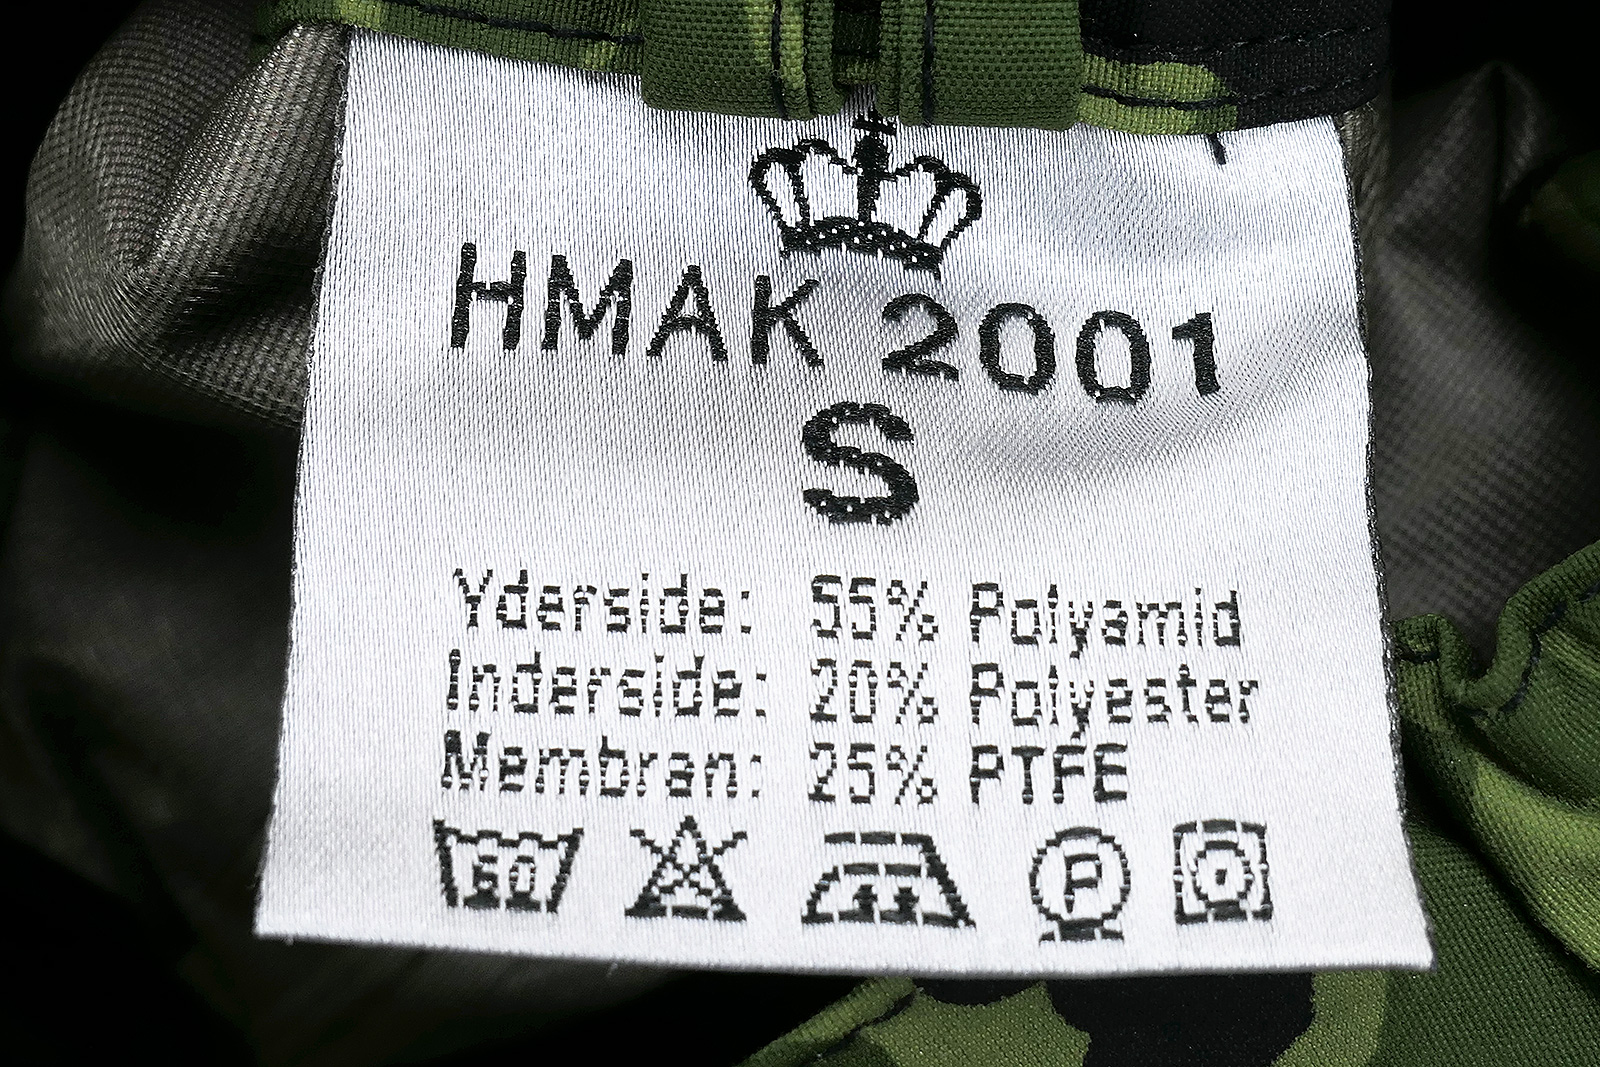 HMAK 2001
S
Yderside: 55% Polyamid
Inderside: 20% Polyester
Membran: 25% PTFE
60 P